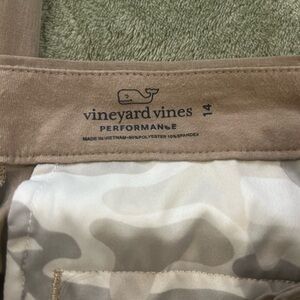 vineyard vines
14
PERFORMANCE
MADE IN VIETNAM•90%POLYESTER 10%SPANDEX